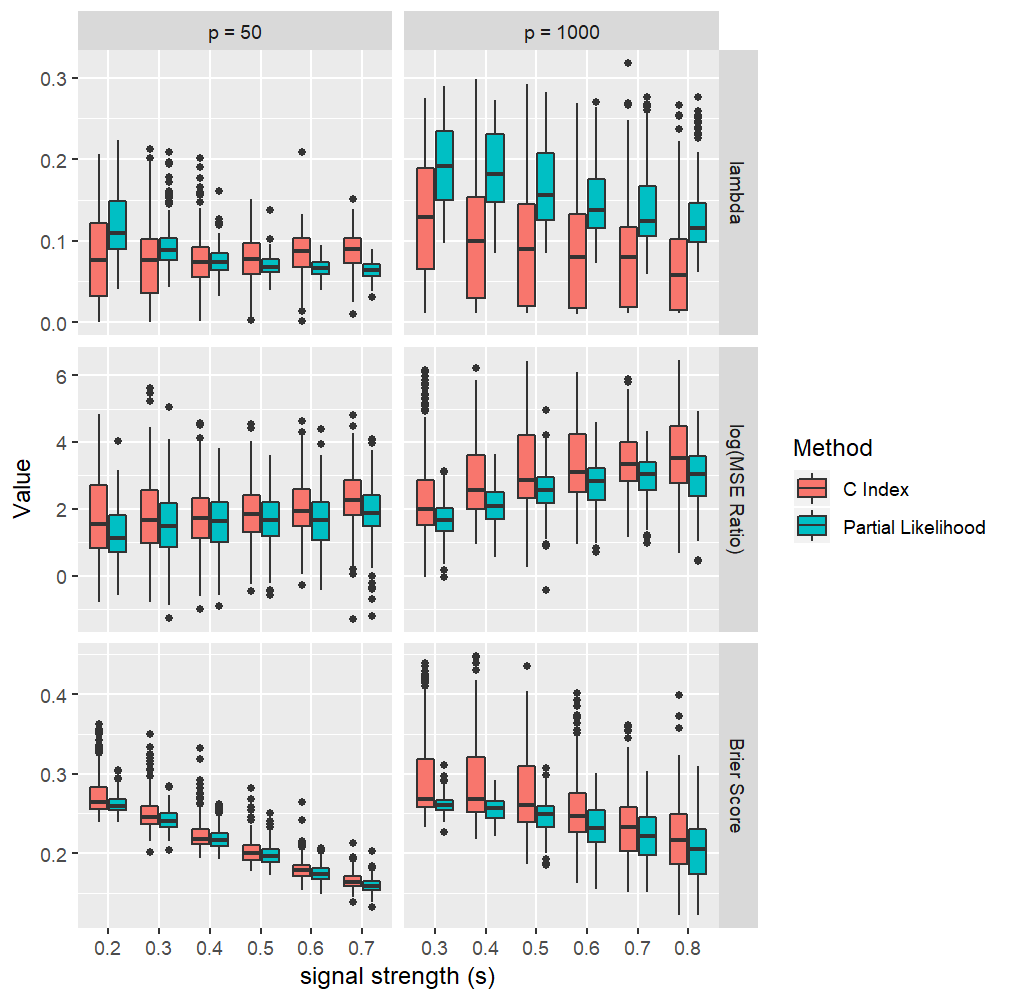 p = 50
p = 1000
0.3
0.2
0.1
0.0
lambda
6
4
2
0
log(MSE Ratio)
0.4
0.3
0.2
Brier Score
Value
0.2 0.3 0.4 0.5 0.6 0.7
0.3 0.4 0.5 0.6 0.7 0.8
signal strength (s)
Method
C Index
Partial Likelihood